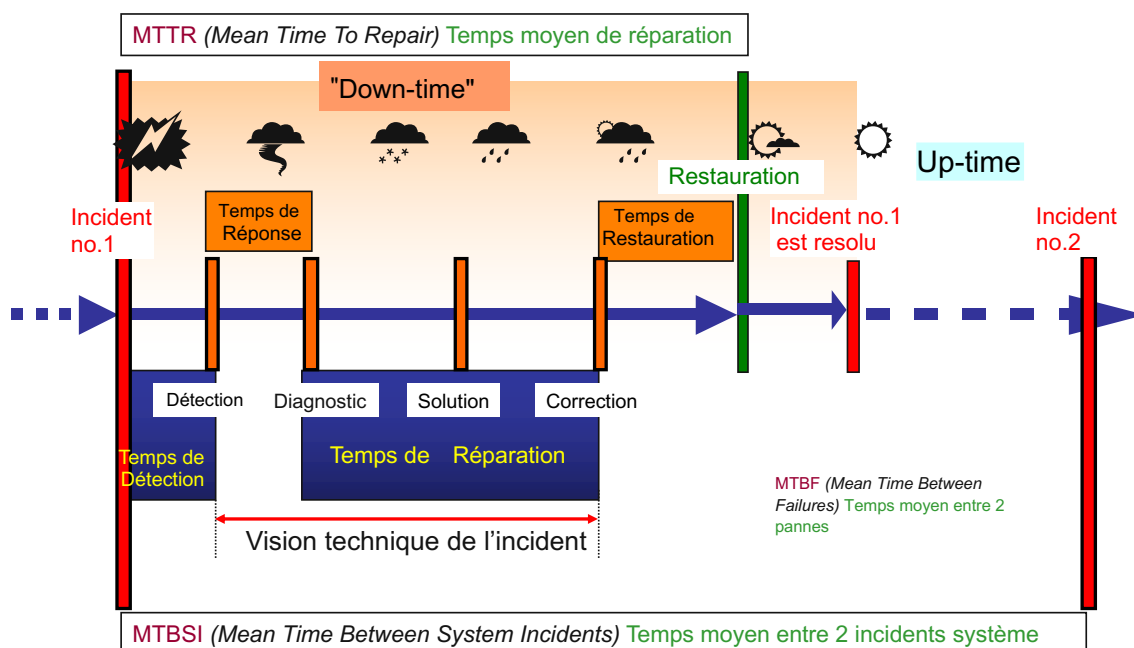 MTTR (Mean Time To Repair) Temps moyen de réparation
"Down-time"
Up-time
Restauration
Temps de
Réponse
Temps de
Restauration
Incident
no.1
Incident no.1
est resolu
Incident
no.2
Détection
Diagnostic
Solution
Correction
Temps de
Détection
Temps de Réparation
MTBF (Mean Time Between
Failures) Temps moyen entre 2
pannes
Vision technique de l’incident
MTBSI (Mean Time Between System Incidents) Temps moyen entre 2 incidents système